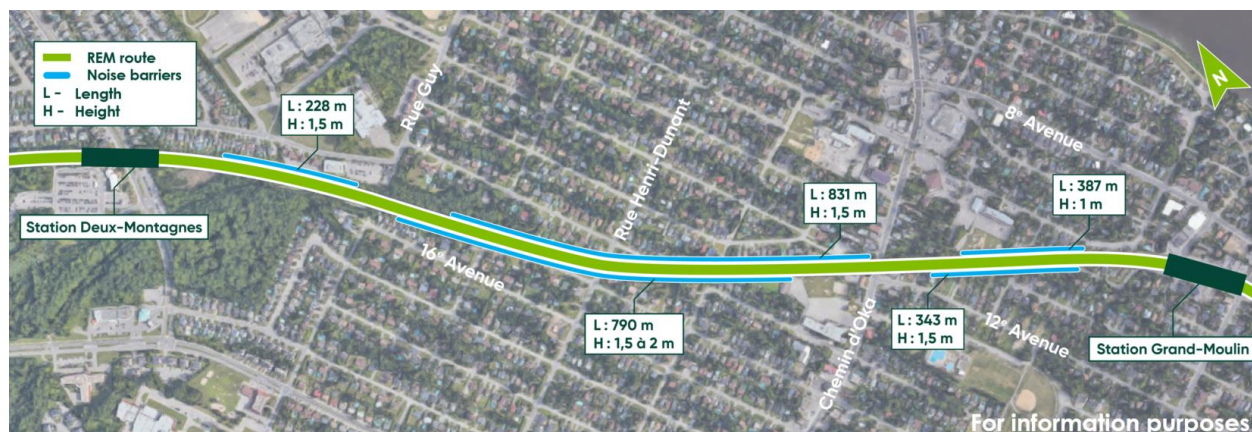 REM route
Noise barriers
L - Length
H - Height
L : 228 m
H : 1,5 m
Rue Guy
Rue Henri-Dunant
8e Avenue
N
L : 831 m
H : 1,5 m
L : 387 m
H : 1 m
Station Deux-Montagnes
16e Avenue
L : 790 m
H : 1,5 à 2 m
Chemin d'Oka
L : 343 m
H : 1,5 m
12e Avenue
Station Grand-Moulin
For information purposes